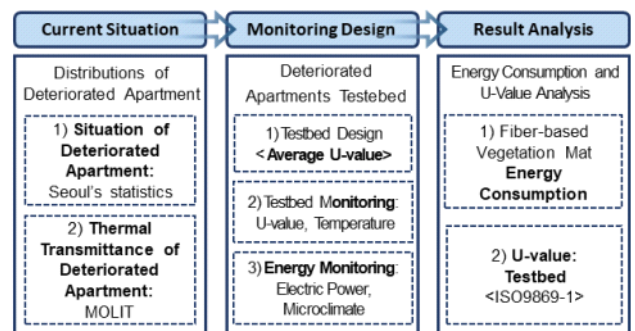 Current Situation
Monitoring Design
Result Analysis
Distributions of
Deteriorated Apartment
1) Situation of
Deteriorated
Apartment:
Seoul's statistics
2) Thermal
Transmittance of
Deteriorated
Apartment:
MOLIT
Deteriorated
Apartments Testebed
1)Testbed Design
<Average U-value>
2)Testbed Monitoring:
U-value, Temperature
3)Energy Monitoring:
Electric Power,
Microclimate
Energy Consumption and
U-Value Analysis
1) Fiber-based
Vegetation Mat
Energy
Consumption
2) U-value:
Testbed
<ISO9869-1>